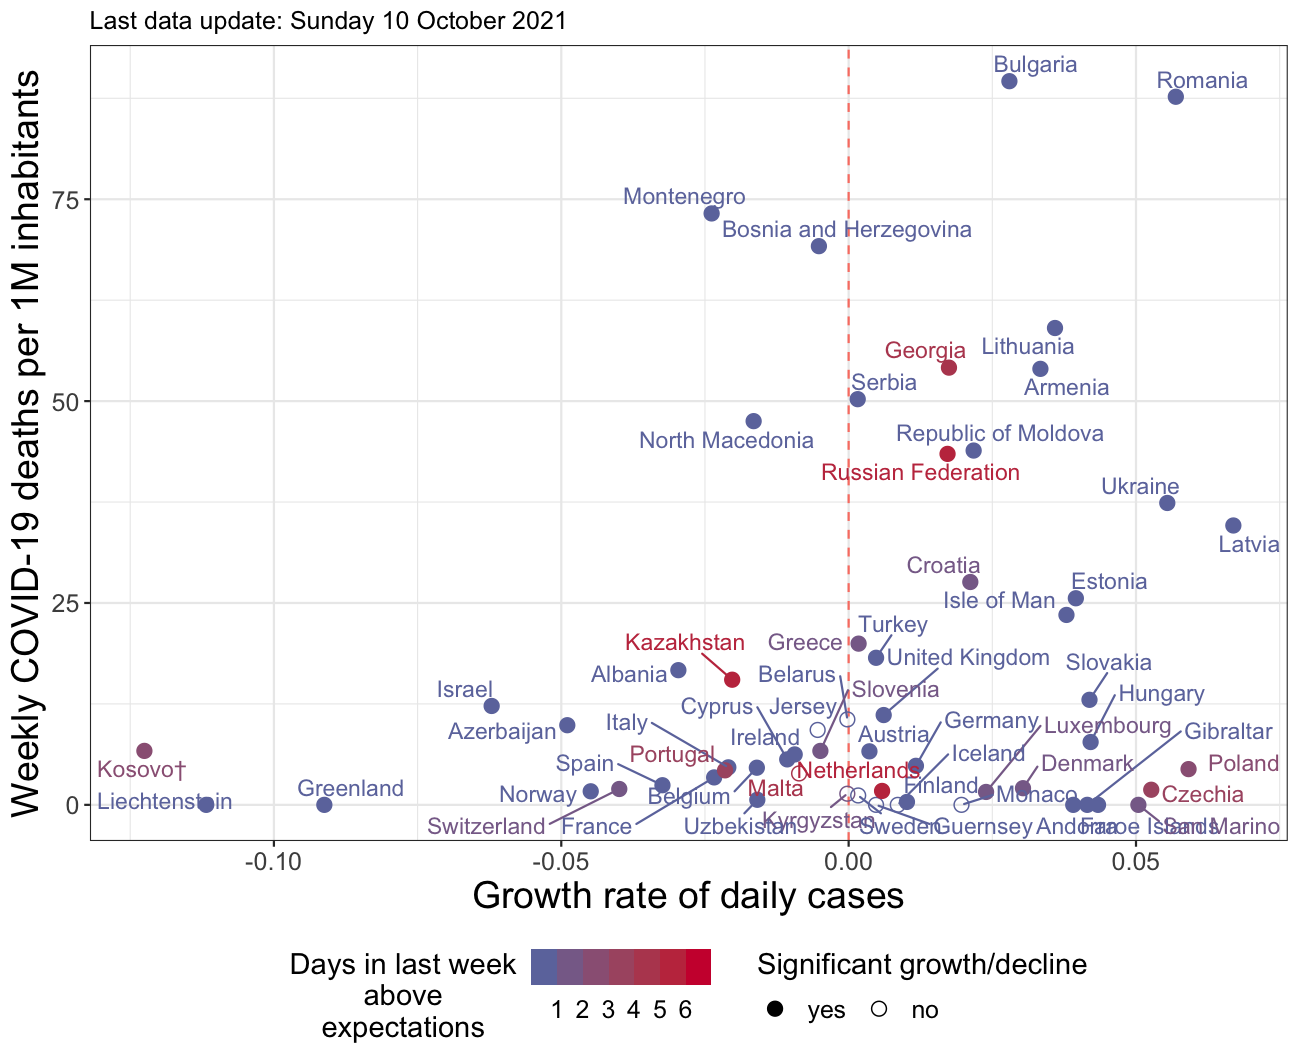 Last data update: Sunday 10 October 2021
Weekly COVID-19 deaths per 1M inhabitants
75
50
25
0
Bulgaria
Romania
Montenegro
Bosnia and Herzegovina
Lithuania
Georgia
Armenia
Serbia
North Macedonia
Republic of Moldova
Russian Federation
Ukraine
Latvia
Croatia
Estonia
Isle of Man
Turkey
Kazakhstan
Greece
United Kingdom
Slovakia
Albania
Belarus
Israel
Slovenia
Hungary
Cyprus
Jersey
Azerbaijan
Italy
Ireland
Austria
Germany
Luxembourg
Gibraltar
Portugal
Iceland
Kosovo†
Spain
Netherlands
Denmark
Poland
Liechtenstein
Greenland
Norway
Belgium
Malta
Finland
Monaco
Czechia
Switzerland
France
Uzbekistan
Kyrgyzstan
Sweden
Guernsey
Andorra
Faroe Islands
San Marino
-0.10
-0.05
0.00
0.05
Growth rate of daily cases
Days in last week
above
expectations
1 2 3 4 5 6
Significant growth/decline
yes
no